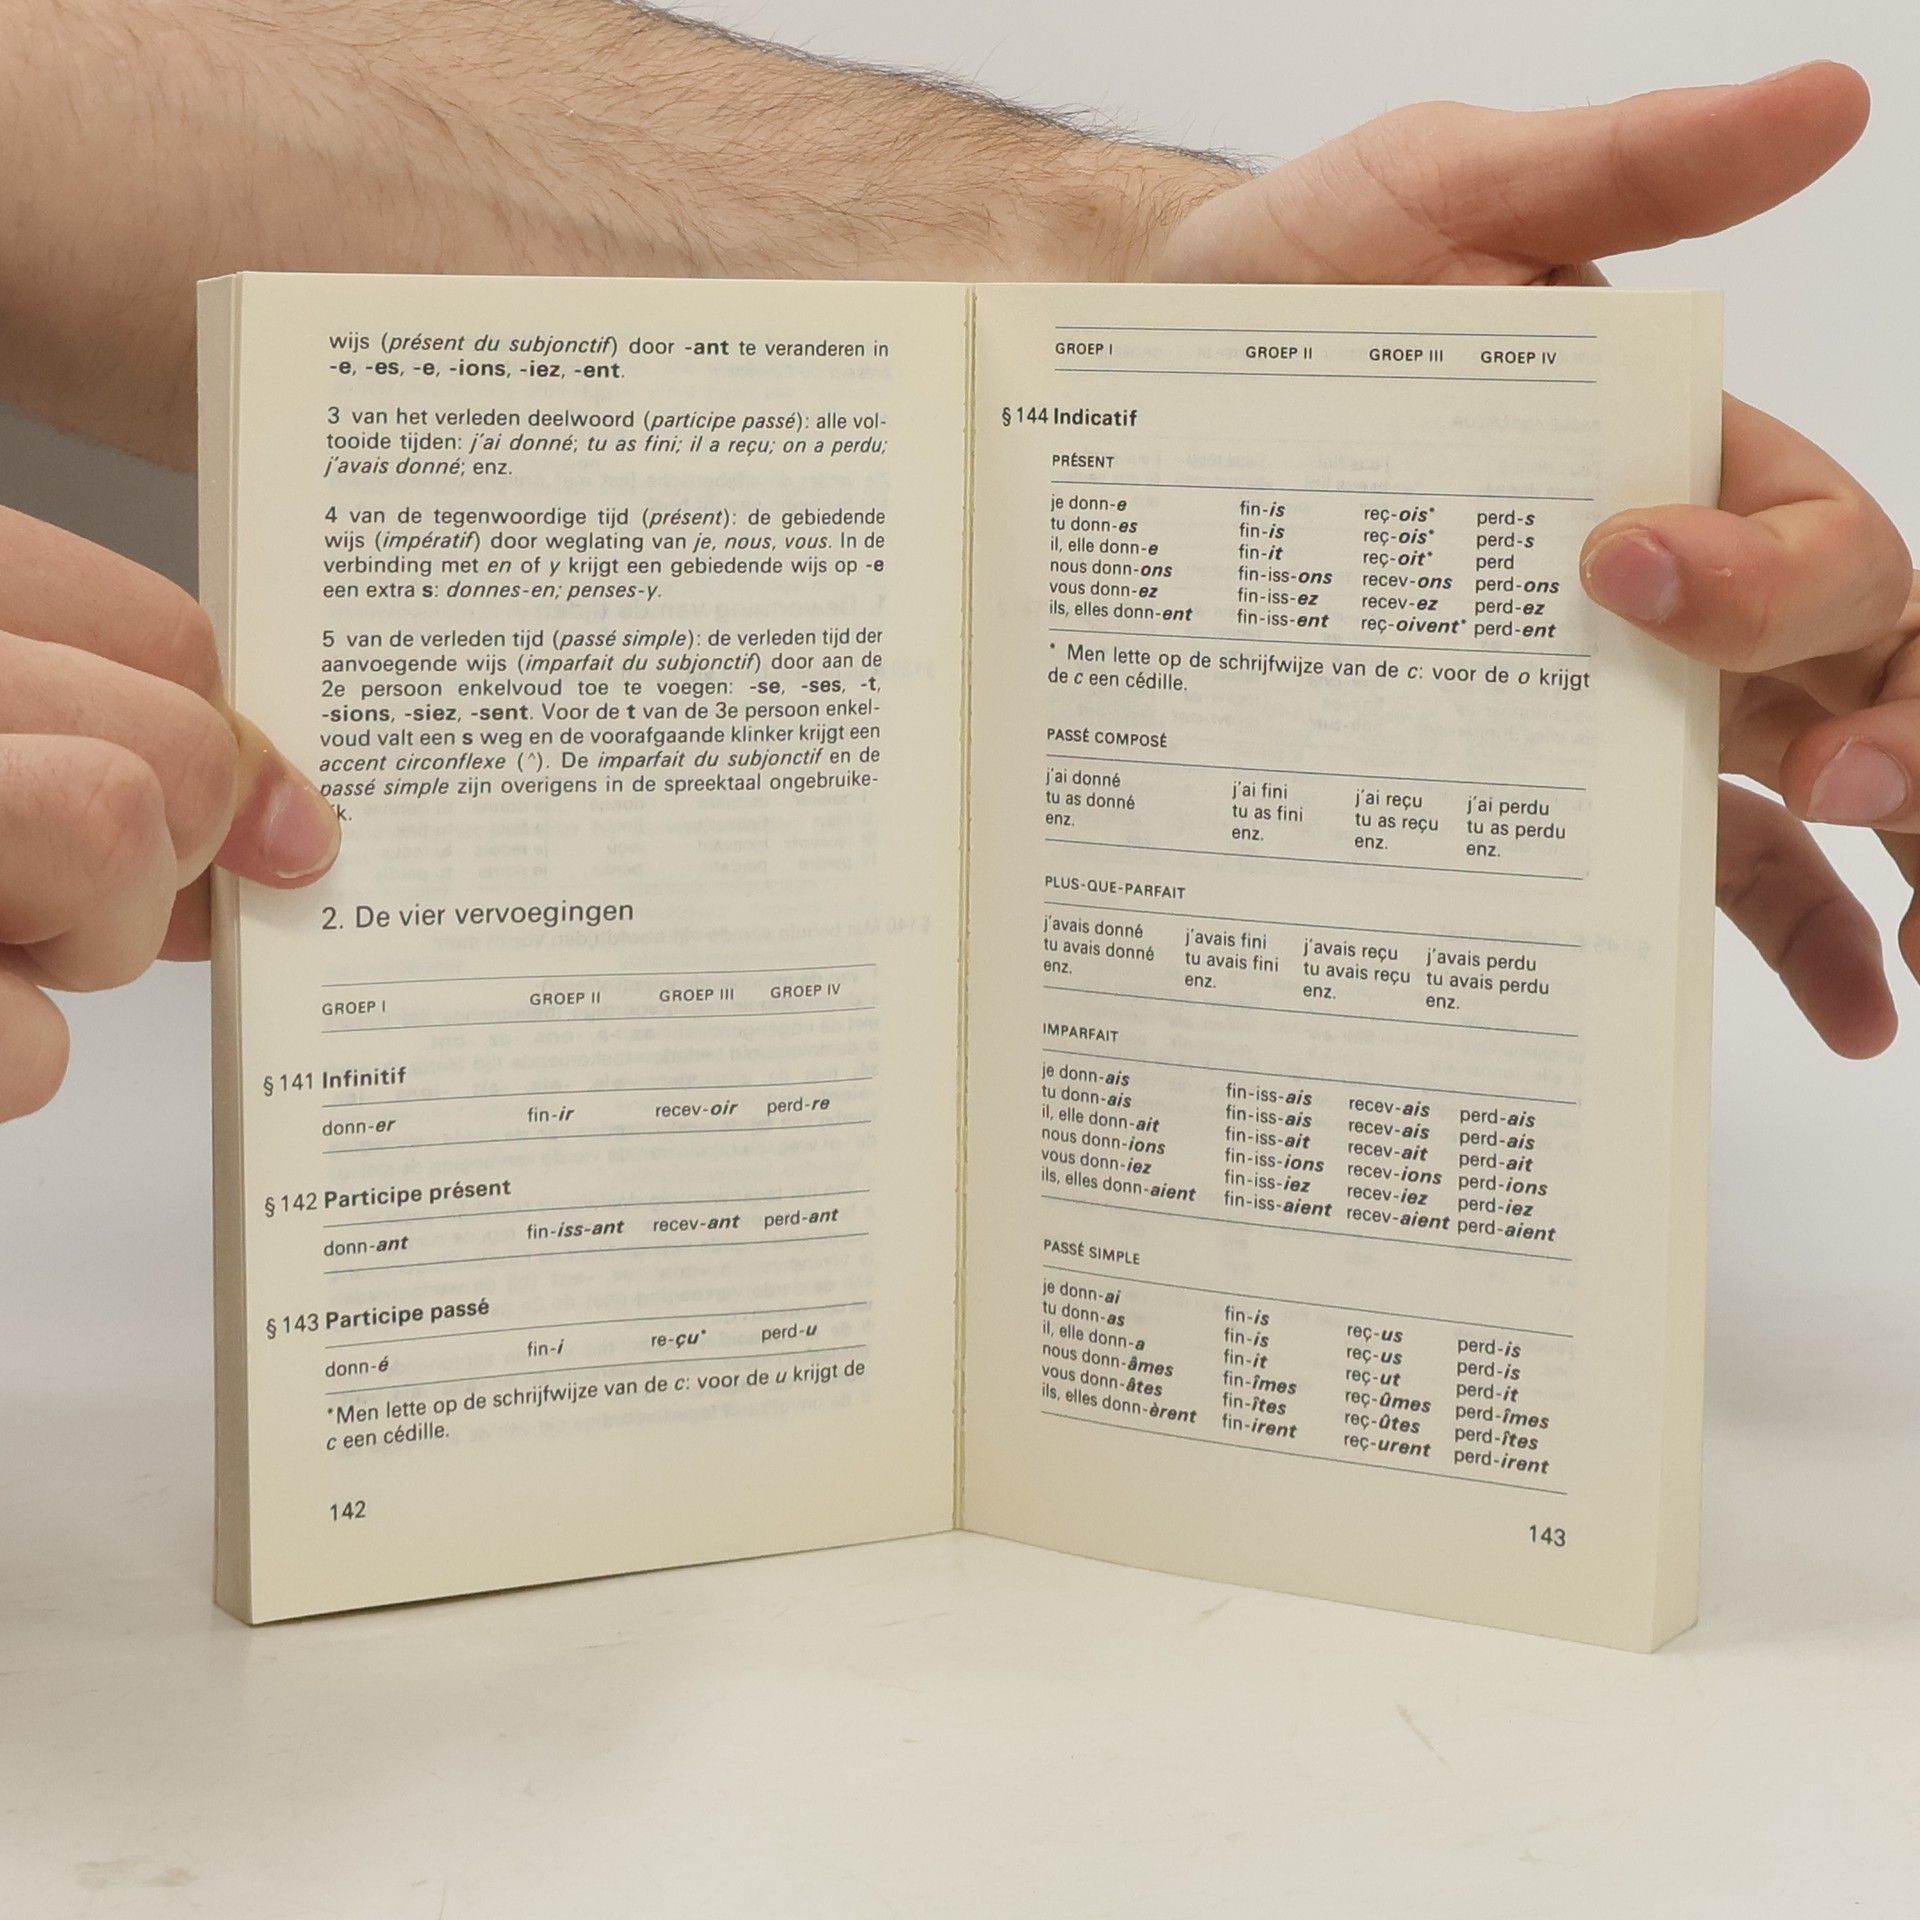 wijs (présent du subjonctif) door -ant te veranderen in
-e, -es, -e, -ions, -iez, -ent.
3 van het verleden deelwoord (participe passé): alle vol-
tooide tijden: j'ai donné; tu as fini; il a reçu; on a perdu;
j'avais donné; enz.
4 van de tegenwoordige tijd (présent): de gebiedende
wijs (impératif) door weglating van je, nous, vous. In de
verbinding met en of y krijgt een gebiedende wijs op -e
een extra s: donnes-en; penses-y.
5 van de verleden tijd (passé simple): de verleden tijd der
aanvoegende wijs (imparfait du subjonctif) door aan de
2e persoon enkelvoud toe te voegen: -se, -ses, -t,
-sions, -siez, -sent. Voor de t van de 3e persoon enkel-
voud valt een s weg en de voorafgaande klinker krijgt een
accent circonflexe (^). De imparfait du subjonctif en de
passé simple zijn overigens in de spreektaal ongebruike-
k.
2. De vier vervoegingen
GROEP I GROEP II GROEP III GROEP IV
§ 141 Infinitif
donn-er fin-ir recev-oir perd-re
§ 142 Participe présent
donn-ant fin-iss-ant recev-ant perd-ant
§ 143 Participe passé
donn-é fin-i re-çu* perd-u
*Men lette op de schrijfwijze van de c: voor de u krijgt de
c een cédille.
142
GROEP I GROEP II GROEP III GROEP IV
§ 144 Indicatif
PRÉSENT
je donn-e fin-is reç-ois* perd-s
tu donn-es fin-is reç-ois* perd-s
il, elle donn-e fin-it reç-oit* perd
nous donn-ons fin-iss-ons recev-ons perd-ons
vous donn-ez fin-iss-ez recev-ez perd-ez
ils, elles donn-ent fin-iss-ent reç-oivent* perd-ent
* Men lette op de schrijfwijze van de c: voor de o krijgt
de c een cédille.
PASSÉ COMPOSÉ
j'ai donné j'ai fini j'ai reçu j'ai perdu
tu as donné tu as fini tu as reçu tu as perdu
enz. enz. enz. enz.
PLUS-QUE-PARFAIT
j'avais donné j'avais fini j'avais reçu j'avais perdu
tu avais donné tu avais fini tu avais reçu tu avais perdu
enz. enz. enz. enz.
IMPARFAIT
je donn-ais fin-iss-ais recev-ais perd-ais
tu donn-ais fin-iss-ais recev-ais perd-ais
il, elle donn-ait fin-iss-ait recev-ait perd-ait
nous donn-ions fin-iss-ions recev-ions perd-ions
vous donn-iez fin-iss-iez recev-iez perd-iez
ils, elles donn-aient fin-iss-aient recev-aient perd-aient
PASSÉ SIMPLE
je donn-ai fin-is reç-us perd-is
tu donn-as fin-is reç-us perd-is
il, elle donn-a fin-it reç-ut perd-it
nous donn-âmes fin-îmes reç-ûmes perd-îmes
vous donn-âtes fin-îtes reç-ûtes perd-îtes
ils, elles donn-èrent fin-irent reç-urent perd-irent
143